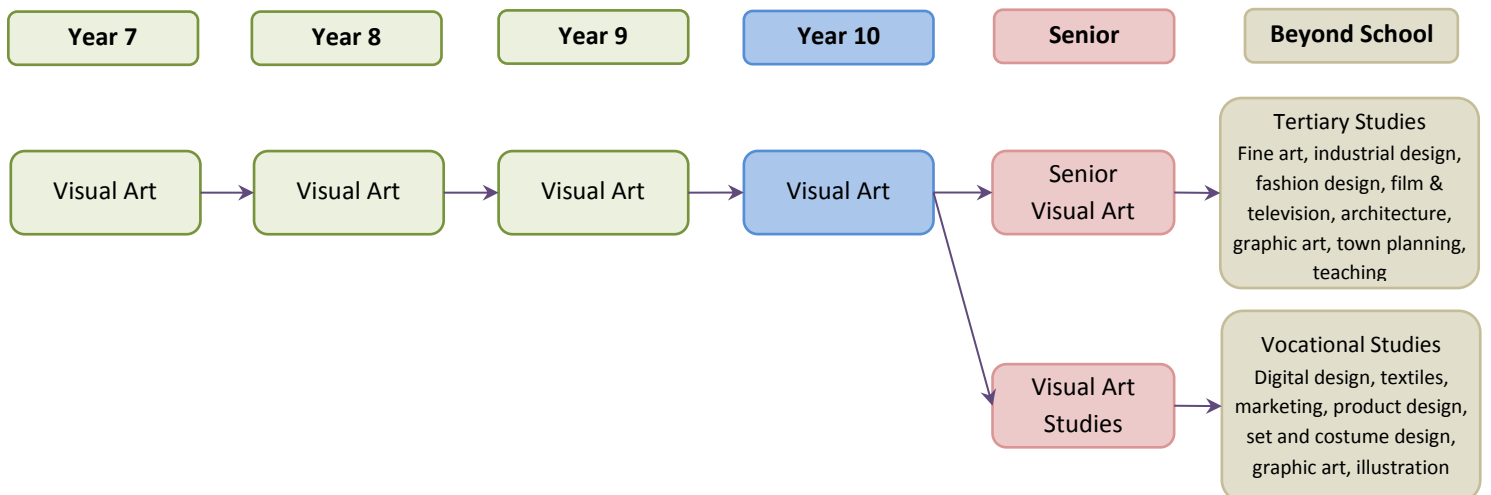 Year 7
Year 8
Year 9
Year 10
Senior
Beyond School
Visual Art
Visual Art
Visual Art
Visual Art
Senior
Visual Art
Tertiary Studies
Fine art, industrial design,
fashion design, film &
television, architecture,
graphic art, town planning,
teaching
Visual Art
Studies
Vocational Studies
Digital design, textiles,
marketing, product design,
set and costume design,
graphic art, illustration